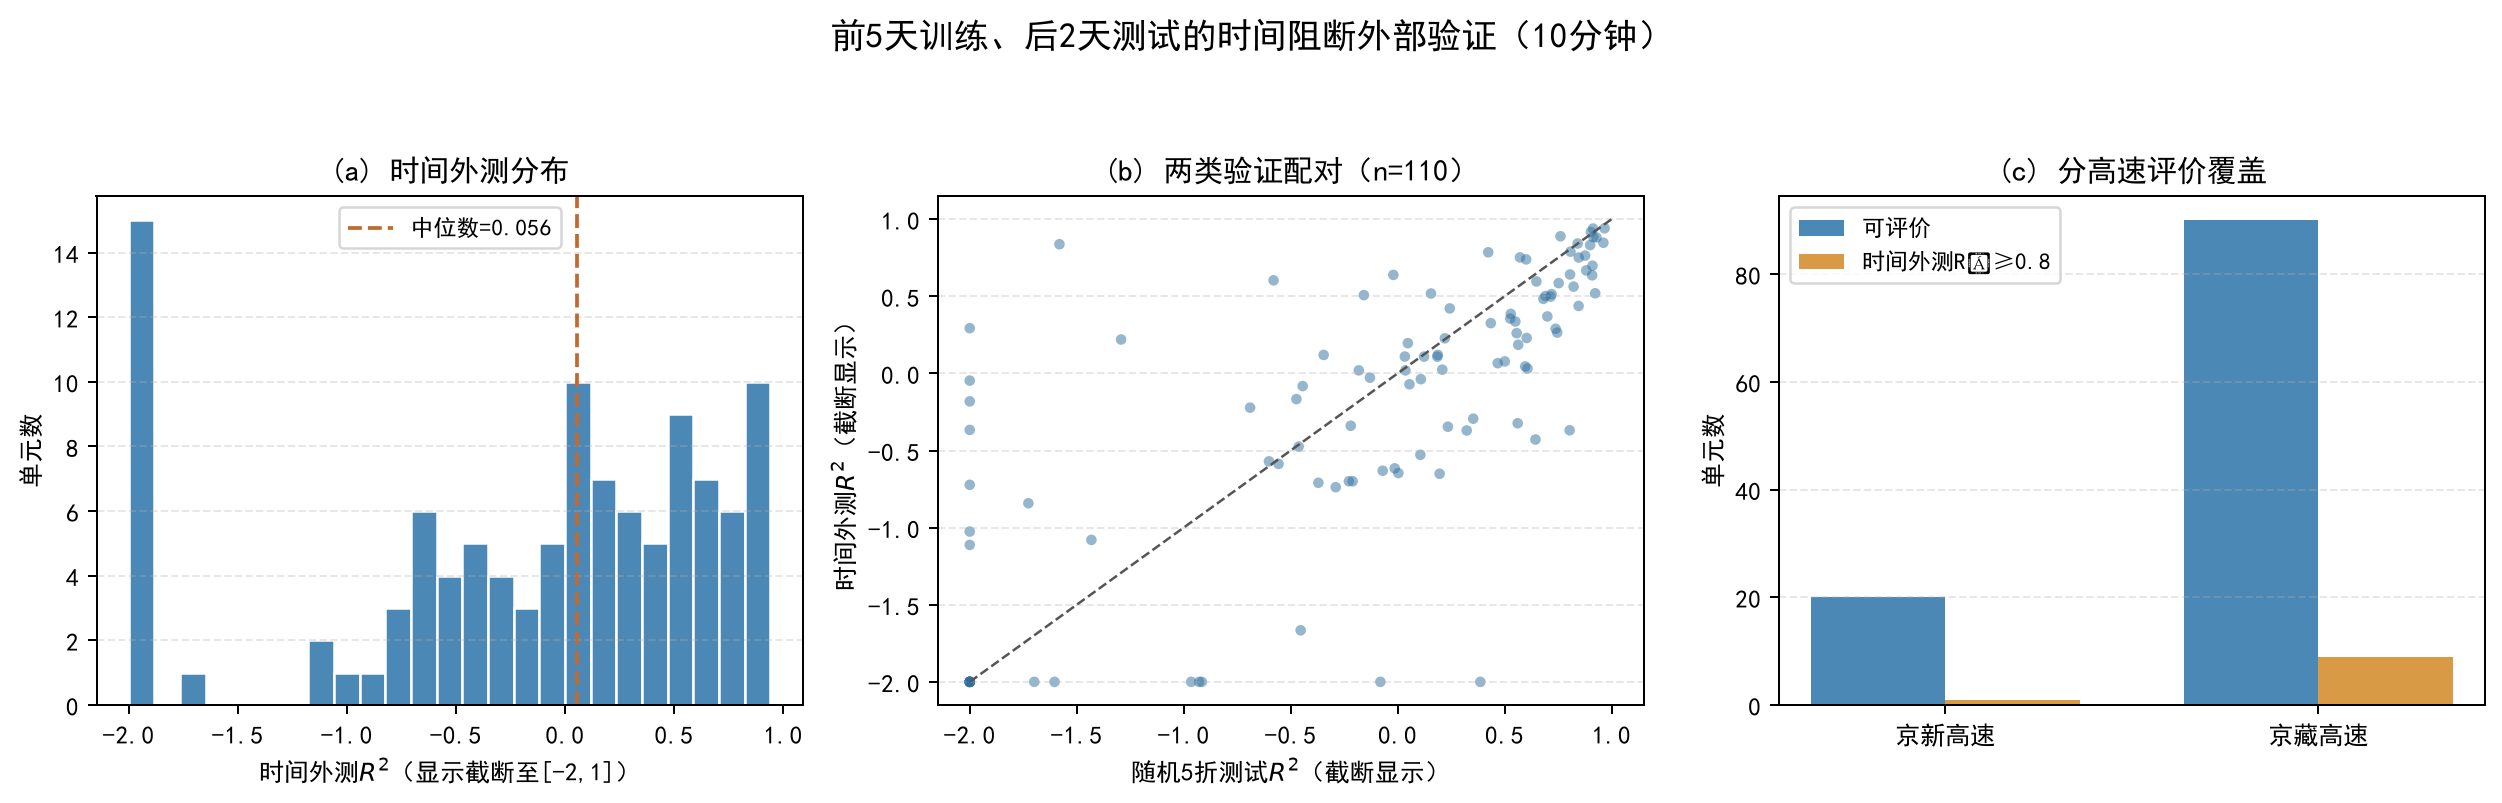 前5天训练、后2天测试的时间阻断外部验证（10分钟）
（a）时间外测分布
中位数=0.056
单元数
14
12
10
8
6
4
2
0
-2.0 -1.5 -1.0 -0.5 0.0 0.5 1.0
时间外测R²（显示截断至[-2,1]）
（b）两类验证配对（n=110）
时间外测R²（截断显示）
1.0
0.5
0.0
-0.5
-1.0
-1.5
-2.0
-2.0 -1.5 -1.0 -0.5 0.0 0.5 1.0
随机5折测试R²（截断显示）
（c）分高速评价覆盖
可评价
时间外测R≥0.8
单元数
80
60
40
20
0
京新高速 京藏高速